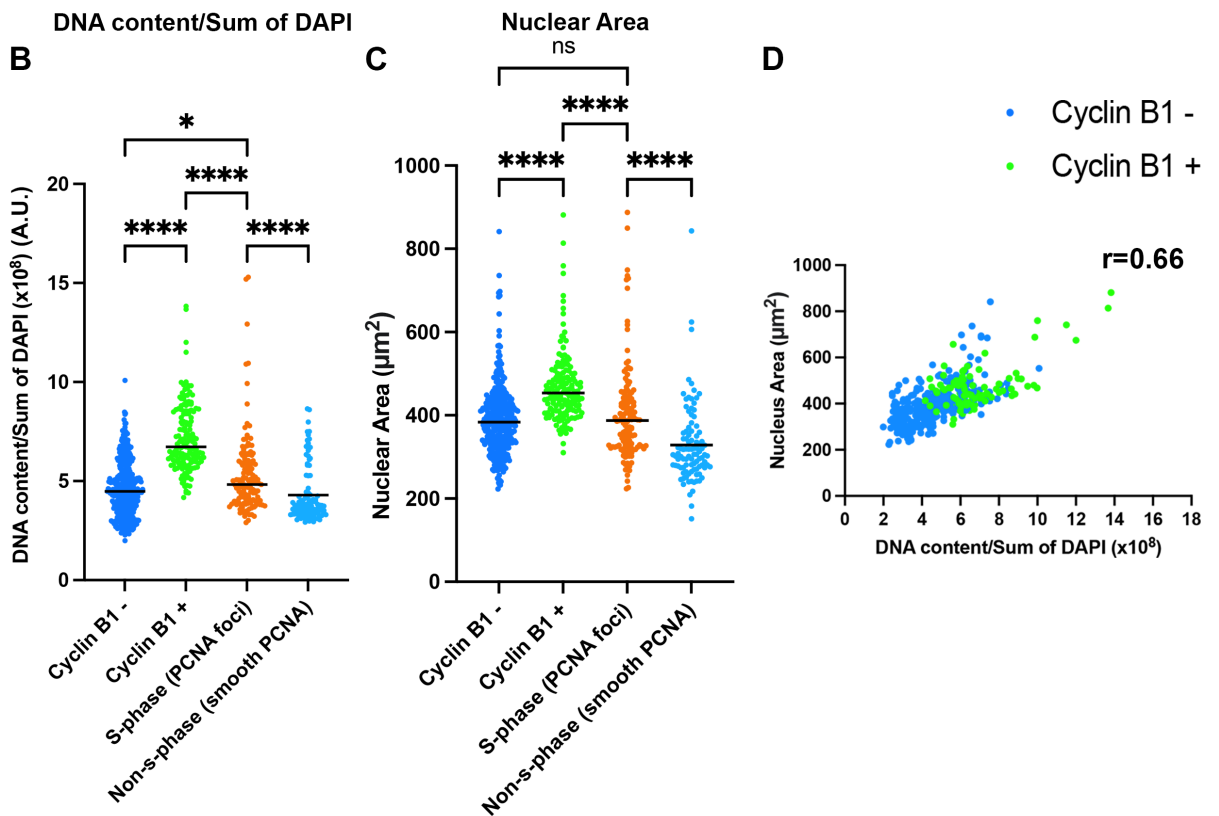 DNA content/Sum of DAPI
B
DNA content/Sum of DAPI (x10⁸) (A.U.)
20
15
10
5
0
*
****
****
****
Cyclin B1 -
Cyclin B1 +
S-phase (PCNA foci)
Non-s-phase (smooth PCNA)
Nuclear Area
C
ns
****
****
****
Nuclear Area (µm²)
1000
800
600
400
200
0
Cyclin B1 -
Cyclin B1 +
S-phase (PCNA foci)
Non-s-phase (smooth PCNA)
D
Cyclin B1 -
Cyclin B1 +
r=0.66
Nucleus Area (µm²)
1000
800
600
400
200
0
0 2 4 6 8 10 12 14 16 18
DNA content/Sum of DAPI (x10⁸)